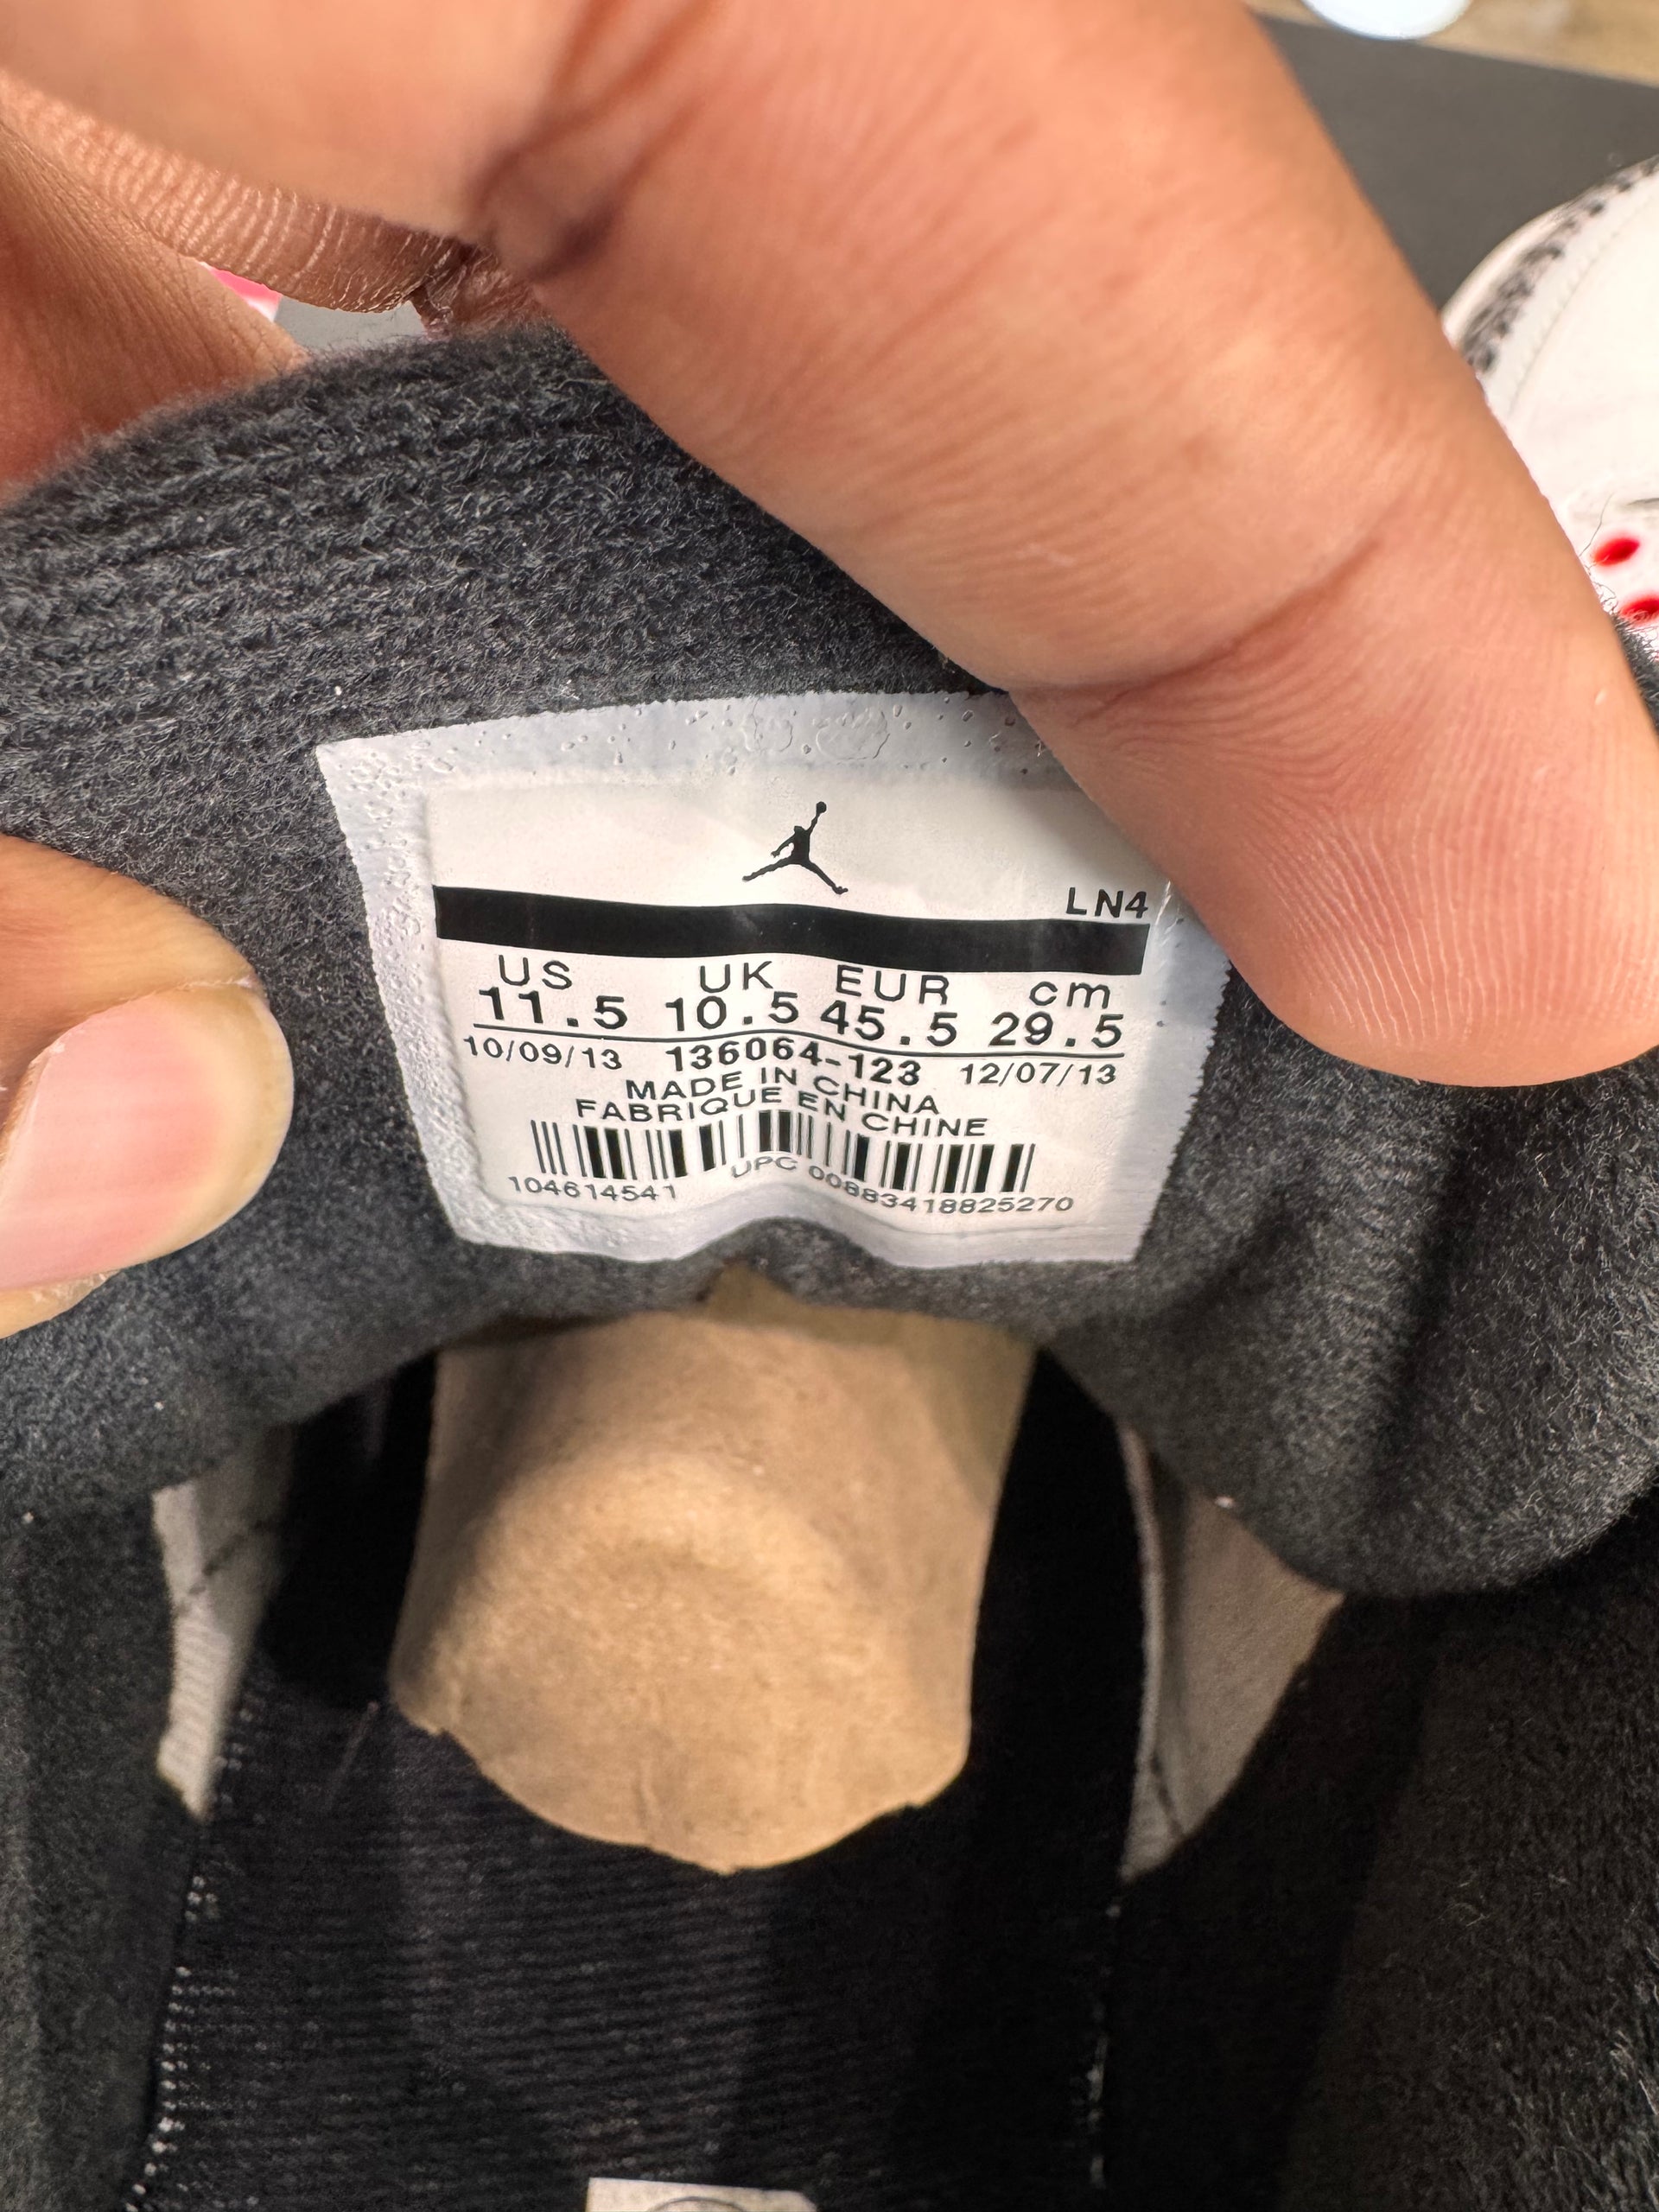 LN4
US UK EUR cm
11.5 10.5 45.5 29.5
10/09/13 136064-123 12/07/13
MADE IN CHINA
FABRIQUE EN CHINE
104614541 UPC 00883418825270